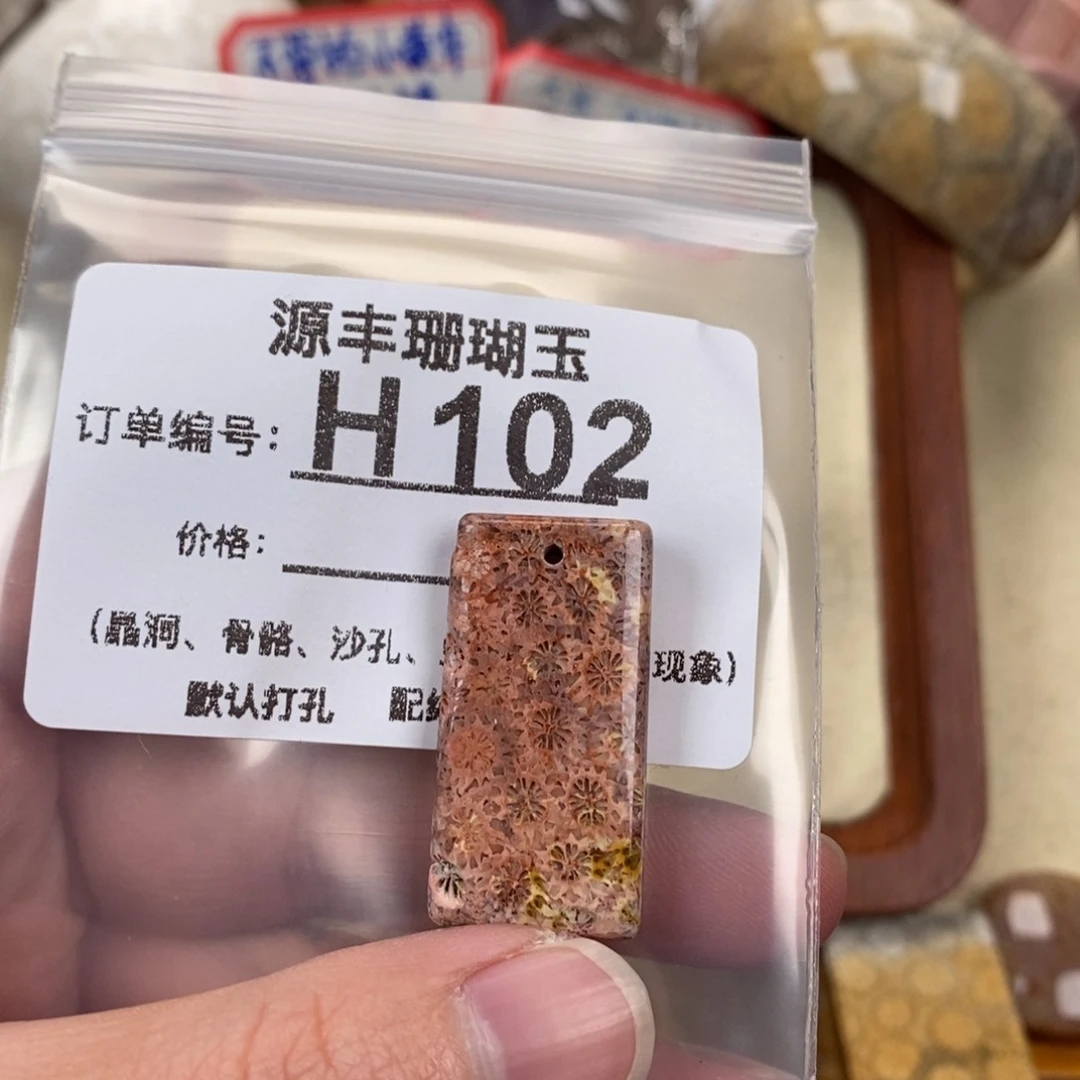 源丰珊瑚玉
订单编号：H102
价格：
（晶洞、骨骼、沙孔、 现象）
默认打孔 配